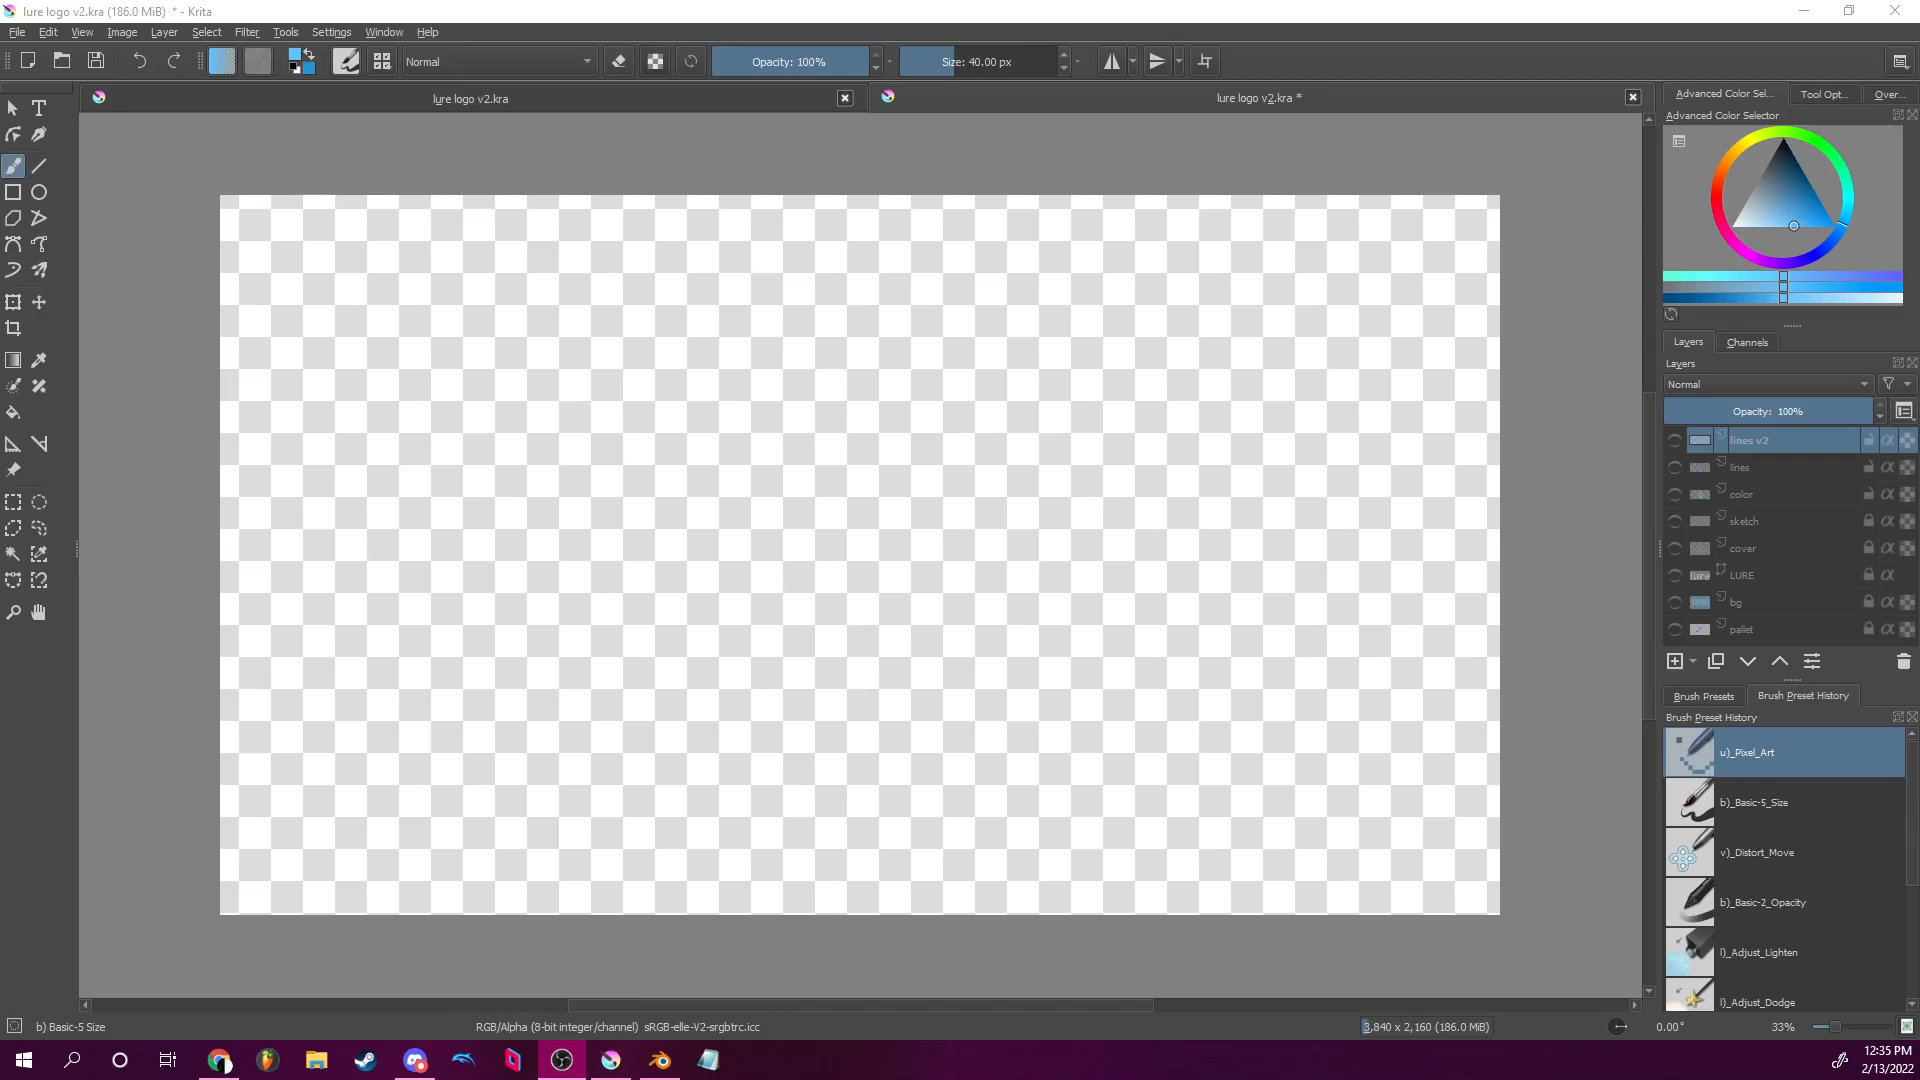 lure logo v2.kra (186.0 MiB)  * - Krita
File Edit View Image Layer Select Filter Tools Settings Window Help
Normal
Opacity: 100%
Size: 40.00 px
lure logo v2.kra
lure logo v2.kra *
Advanced Color Sel...
Tool Opt...
Over...
Advanced Color Selector
Layers
Channels
Layers
Normal
Opacity: 100%
lines v2
lines
color
sketch
cover
LURE
bg
pallet
Brush Presets
Brush Preset History
Brush Preset History
u)_Pixel_Art
b)_Basic-5_Size
v)_Distort_Move
b)_Basic-2_Opacity
l)_Adjust_Lighten
l)_Adjust_Dodge
b) Basic-5 Size
RGB/Alpha (8-bit integer/channel)  sRGB-elle-V2-srgbtrc.icc
3,840 x 2,160 (186.0 MiB)
0.00°
33%
12:35 PM
2/13/2022